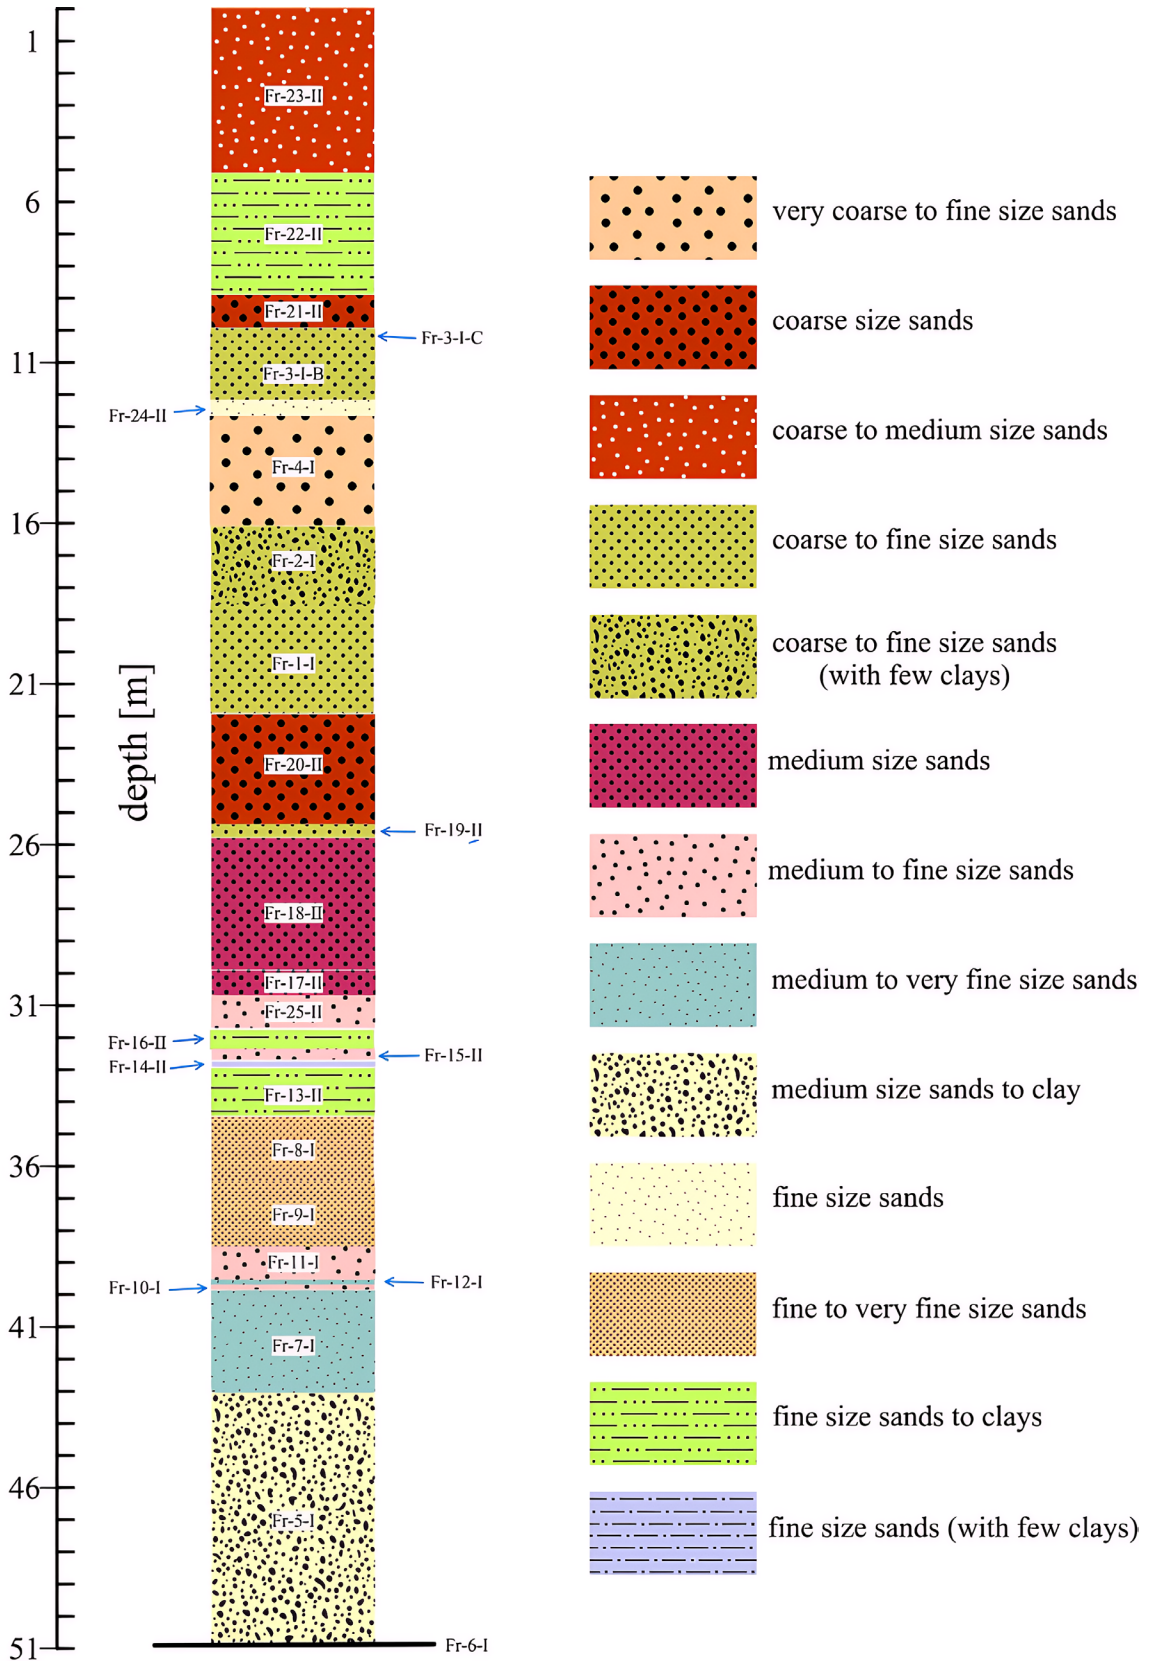 1
6
11
16
21
26
31
36
41
46
51
depth [m]
Fr-23-II
Fr-22-II
Fr-21-II
Fr-3-I-C
Fr-3-I-B
Fr-24-II
Fr-4-I
Fr-2-I
Fr-1-I
Fr-20-II
Fr-19-II
Fr-18-II
Fr-17-II
Fr-25-II
Fr-16-II
Fr-15-II
Fr-14-II
Fr-13-II
Fr-8-I
Fr-9-I
Fr-11-I
Fr-12-I
Fr-10-I
Fr-7-I
Fr-5-I
Fr-6-I
very coarse to fine size sands
coarse size sands
coarse to medium size sands
coarse to fine size sands
coarse to fine size sands
(with few clays)
medium size sands
medium to fine size sands
medium to very fine size sands
medium size sands to clay
fine size sands
fine to very fine size sands
fine size sands to clays
fine size sands (with few clays)